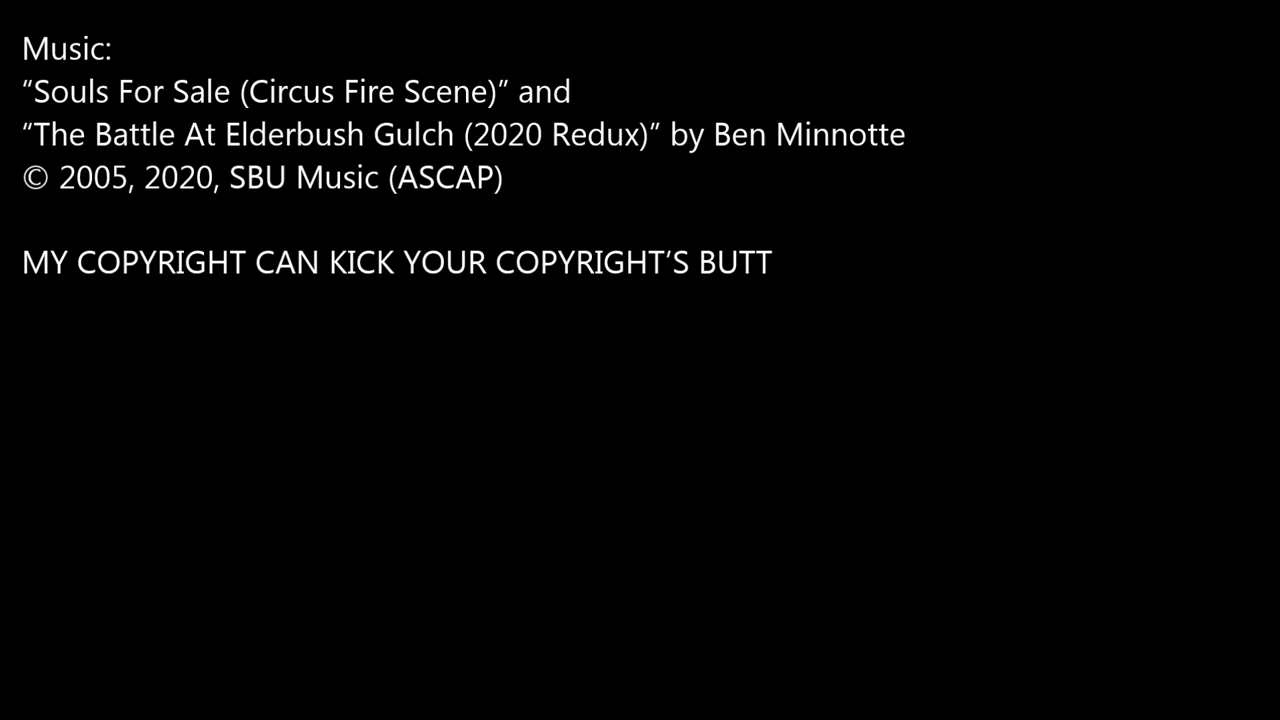 Music:
“Souls For Sale (Circus Fire Scene)” and
“The Battle At Elderbush Gulch (2020 Redux)” by Ben Minnotte
© 2005, 2020, SBU Music (ASCAP)
MY COPYRIGHT CAN KICK YOUR COPYRIGHT’S BUTT